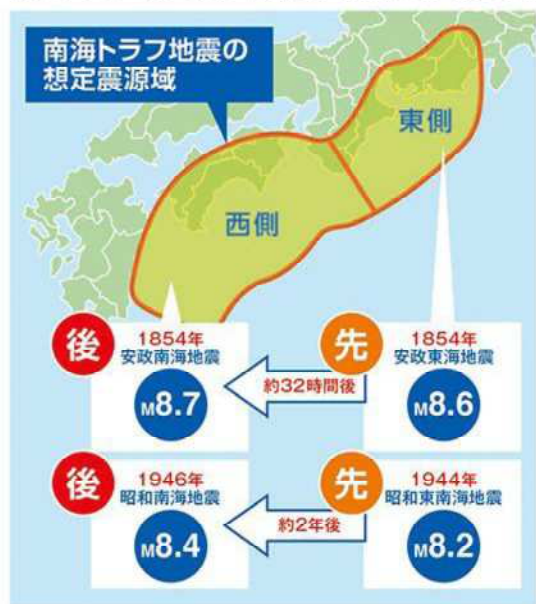 南海トラフ地震の
想定震源域
東側
西側
後
1854年
安政南海地震
M8.7
約32時間後
先
1854年
安政東海地震
M8.6
後
1946年
昭和南海地震
M8.4
約2年後
先
1944年
昭和東南海地震
M8.2